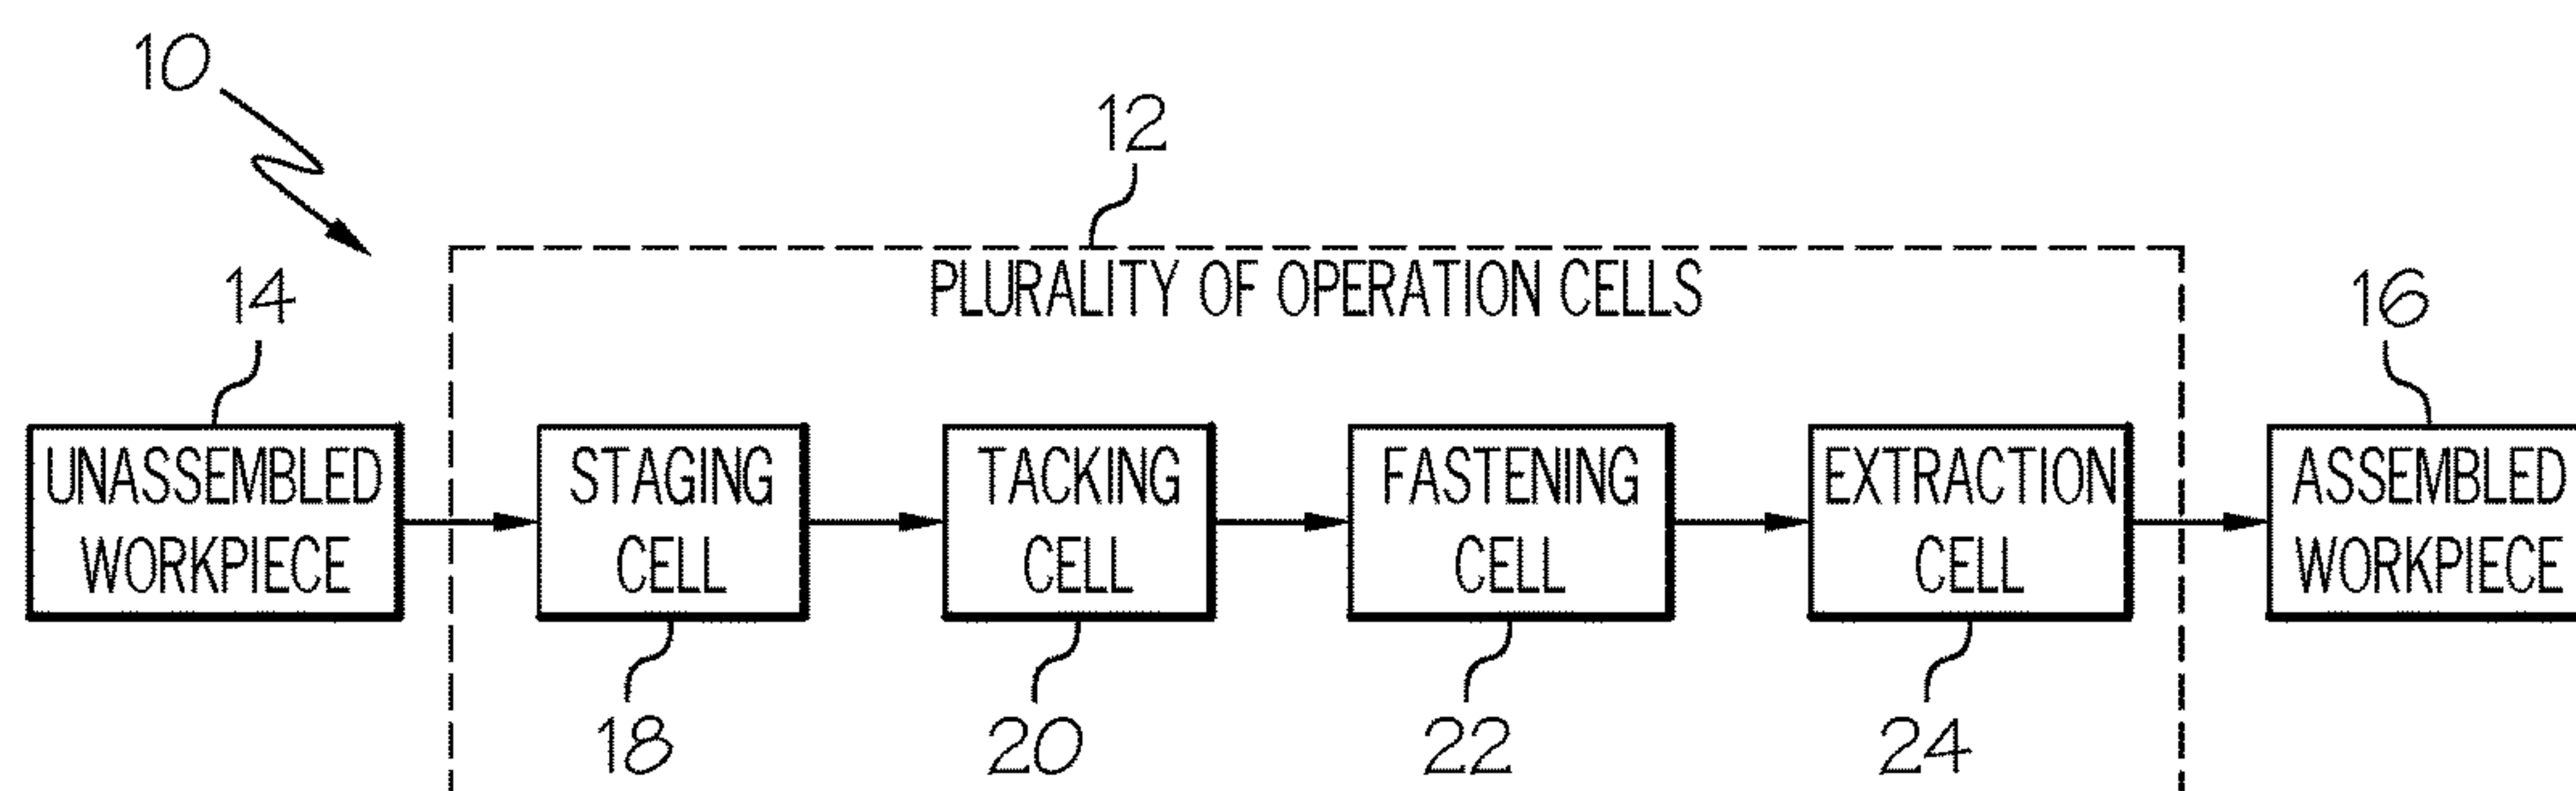 10
12
PLURALITY OF OPERATION CELLS
14
16
UNASSEMBLED
WORKPIECE
STAGING
CELL
TACKING
CELL
FASTENING
CELL
EXTRACTION
CELL
ASSEMBLED
WORKPIECE
18
20
22
24